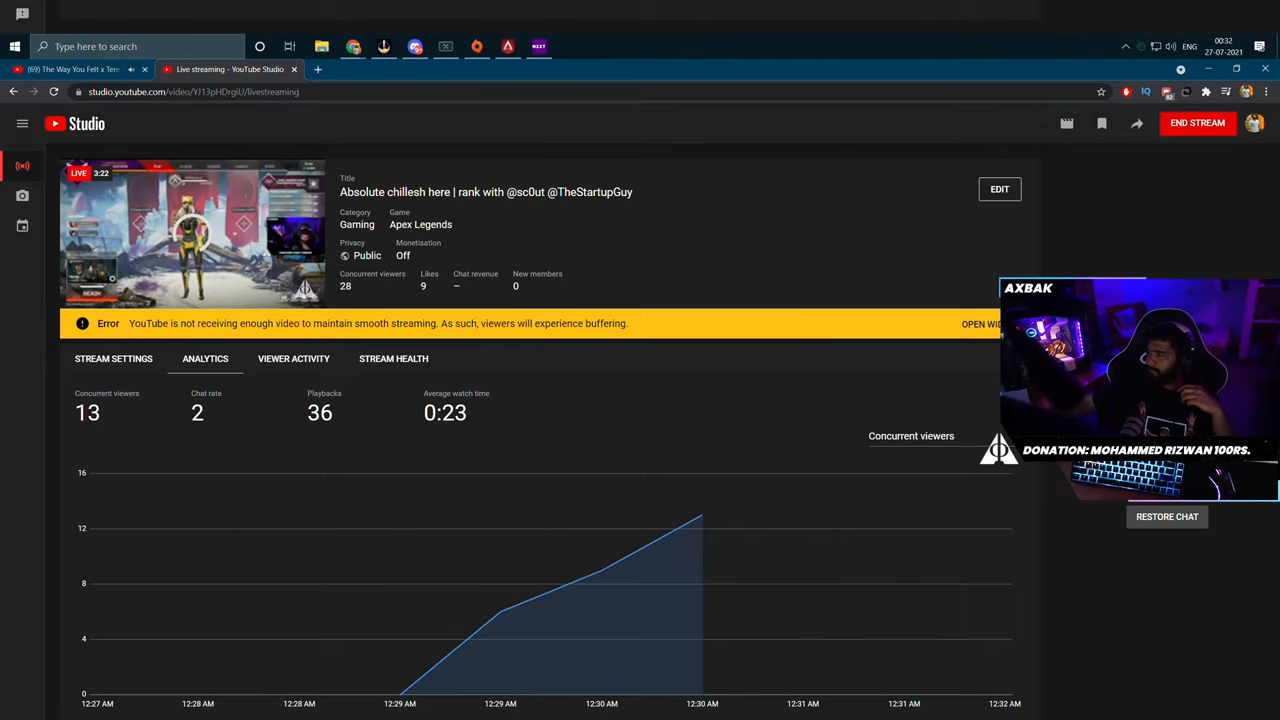 Type here to search
NIXT
ENG
00:32
27-07-2021
(69) The Way You Felt x Tere
Live streaming - YouTube Studio
studio.youtube.com/video/YJ13pHDrgiU/livestreaming
IQ
82
Studio
END STREAM
LIVE 3:22
READY
Title
Absolute chillesh here | rank with @sc0ut @TheStartupGuy
EDIT
Category Game
Gaming Apex Legends
Privacy Monetisation
Public Off
Concurrent viewers Likes Chat revenue New members
28 9 – 0
AXBAK
Error YouTube is not receiving enough video to maintain smooth streaming. As such, viewers will experience buffering. OPEN WI
STREAM SETTINGS ANALYTICS VIEWER ACTIVITY STREAM HEALTH
Concurrent viewers Chat rate Playbacks Average watch time
13 2 36 0:23
Concurrent viewers
DONATION: MOHAMMED RIZWAN 100RS.
RESTORE CHAT
16
12
8
4
0
12:27 AM 12:28 AM 12:28 AM 12:29 AM 12:29 AM 12:30 AM 12:30 AM 12:31 AM 12:31 AM 12:32 AM